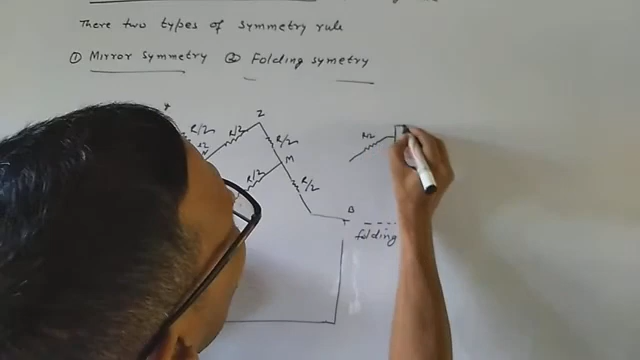 There two types of symmetry rule
① Mirror symmetry ② Folding symetry
Z
R/2
R/2
R/2
M
R/2
R/2
B
folding
R/2